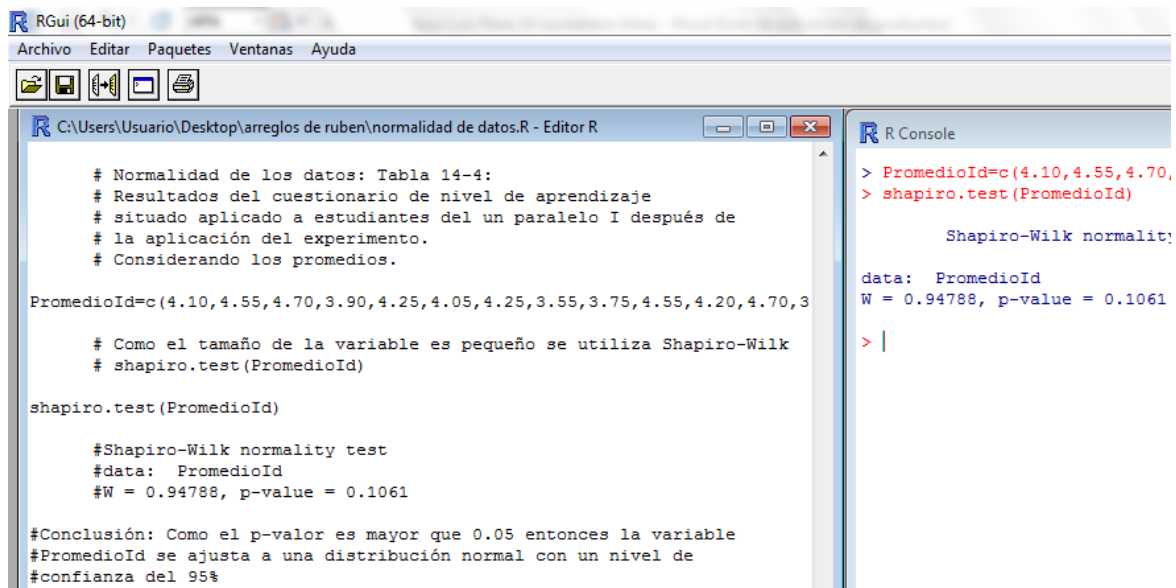 RGui (64-bit)
Archivo Editar Paquetes Ventanas Ayuda
C:\Users\Usuario\Desktop\arreglos de ruben\normalidad de datos.R - Editor R
# Normalidad de los datos: Tabla 14-4:
# Resultados del cuestionario de nivel de aprendizaje
# situado aplicado a estudiantes del un paralelo I después de
# la aplicación del experimento.
# Considerando los promedios.
PromedioId=c(4.10,4.55,4.70,3.90,4.25,4.05,4.25,3.55,3.75,4.55,4.20,4.70,3
# Como el tamaño de la variable es pequeño se utiliza Shapiro-Wilk
# shapiro.test(PromedioId)
shapiro.test(PromedioId)
#Shapiro-Wilk normality test
#data: PromedioId
#W = 0.94788, p-value = 0.1061
#Conclusión: Como el p-valor es mayor que 0.05 entonces la variable
#PromedioId se ajusta a una distribución normal con un nivel de
#confianza del 95%
R Console
> PromedioId=c(4.10,4.55,4.70,
> shapiro.test(PromedioId)
Shapiro-Wilk normality
data: PromedioId
W = 0.94788, p-value = 0.1061
>